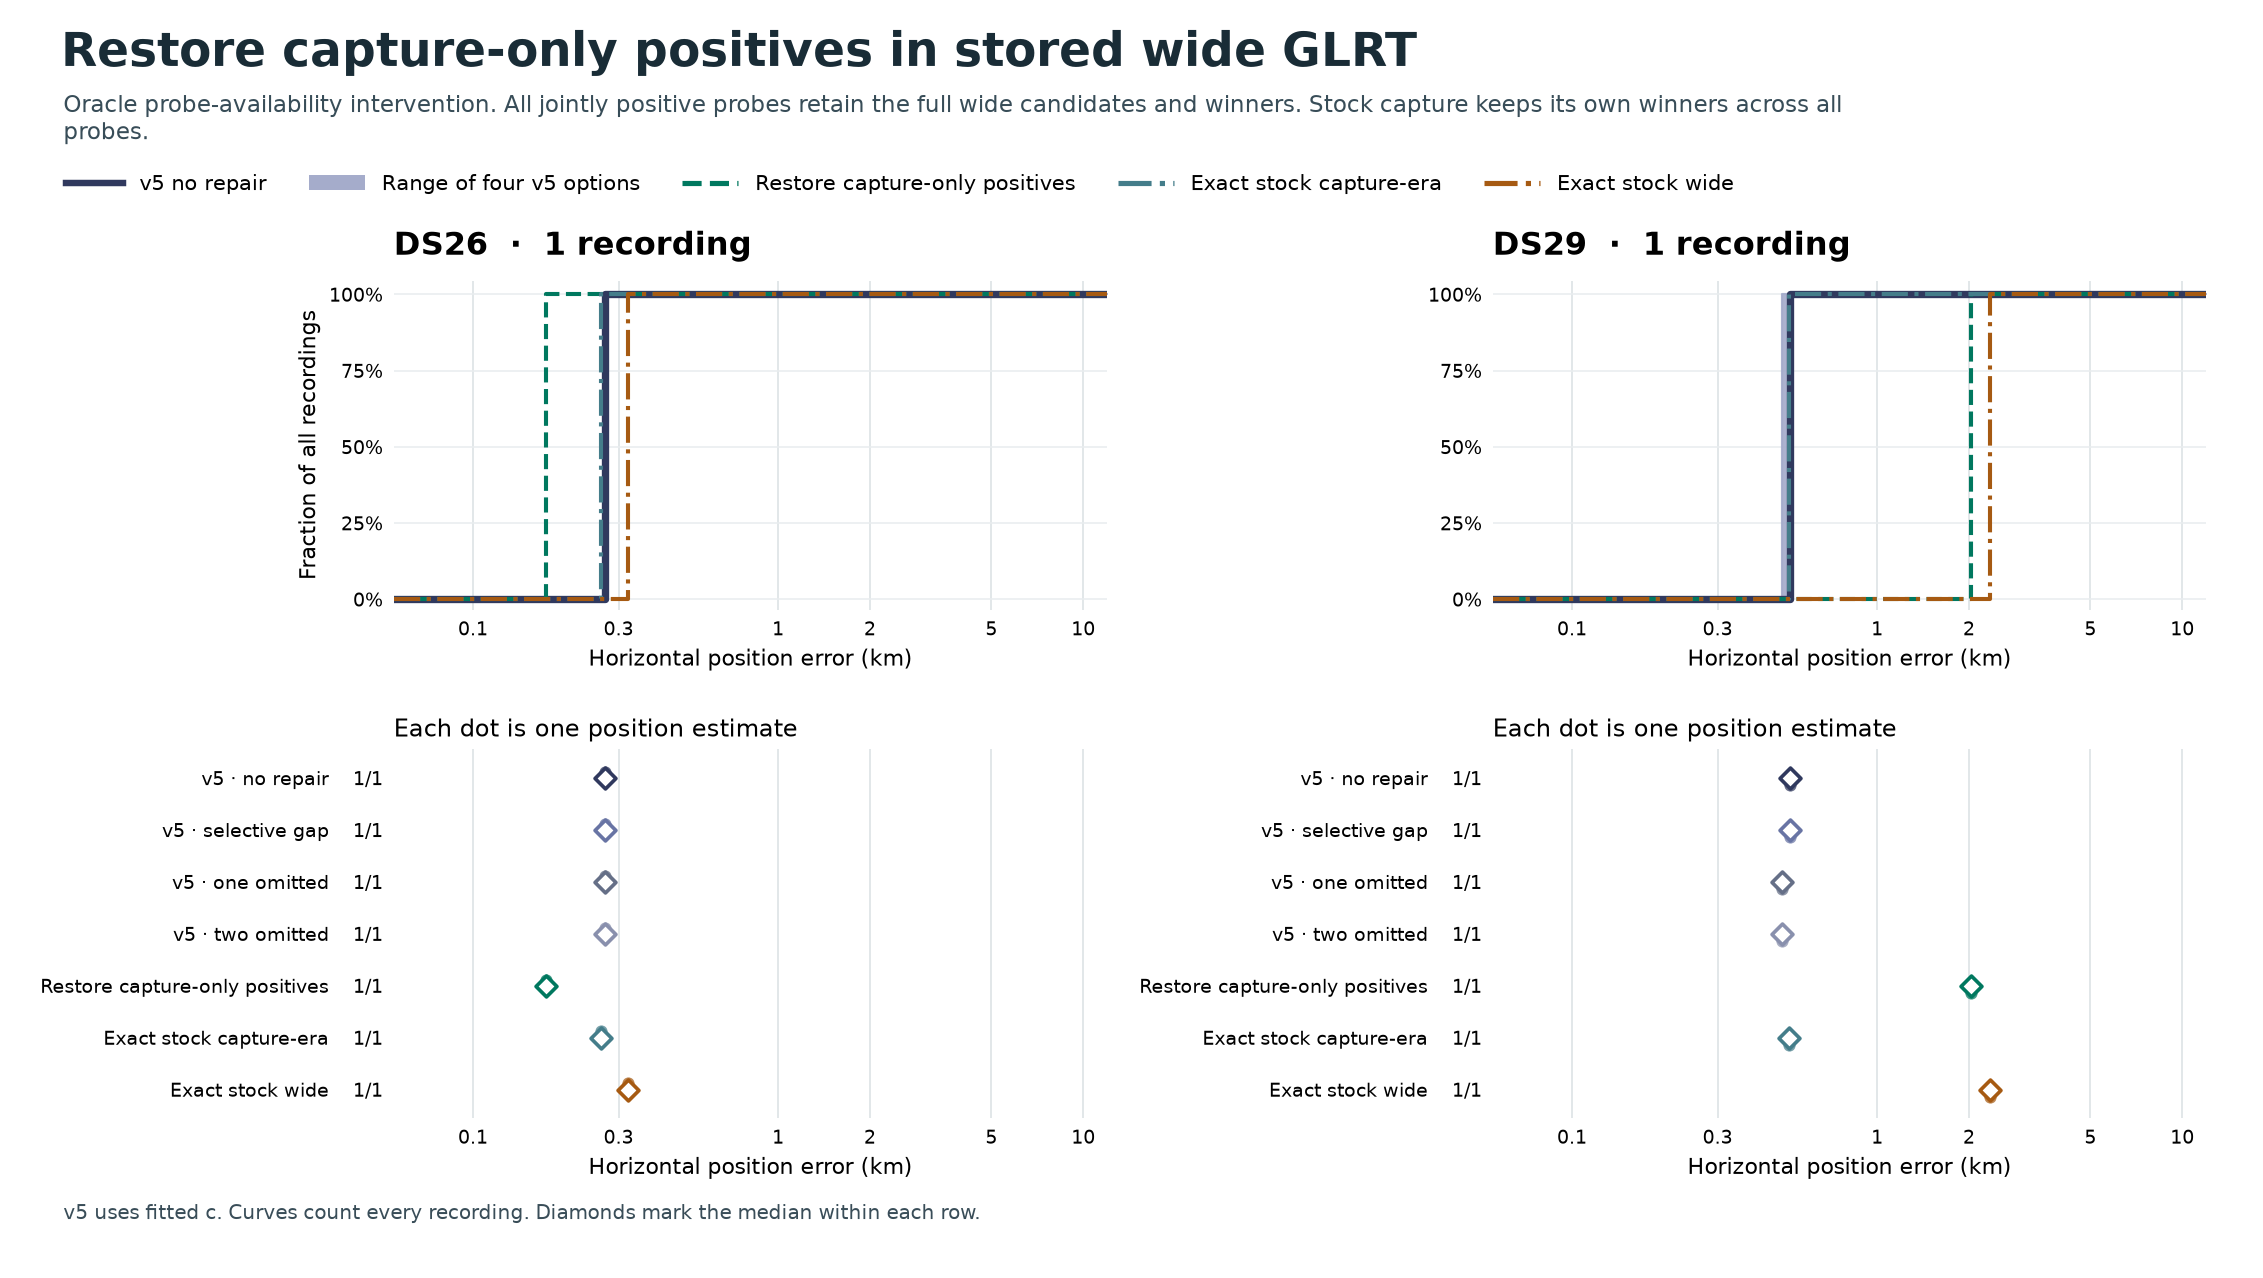 Restore capture-only positives in stored wide GLRT
Oracle probe-availability intervention. All jointly positive probes retain the full wide candidates and winners. Stock capture keeps its own winners across all
probes.
v5 no repair
Range of four v5 options
Restore capture-only positives
Exact stock capture-era
Exact stock wide
DS26 · 1 recording
Fraction of all recordings
100%
75%
50%
25%
0%
0.1 0.3 1 2 5 10
Horizontal position error (km)
DS29 · 1 recording
100%
75%
50%
25%
0%
0.1 0.3 1 2 5 10
Horizontal position error (km)
Each dot is one position estimate
v5 · no repair 1/1
v5 · selective gap 1/1
v5 · one omitted 1/1
v5 · two omitted 1/1
Restore capture-only positives 1/1
Exact stock capture-era 1/1
Exact stock wide 1/1
0.1 0.3 1 2 5 10
Horizontal position error (km)
Each dot is one position estimate
v5 · no repair 1/1
v5 · selective gap 1/1
v5 · one omitted 1/1
v5 · two omitted 1/1
Restore capture-only positives 1/1
Exact stock capture-era 1/1
Exact stock wide 1/1
0.1 0.3 1 2 5 10
Horizontal position error (km)
v5 uses fitted c. Curves count every recording. Diamonds mark the median within each row.